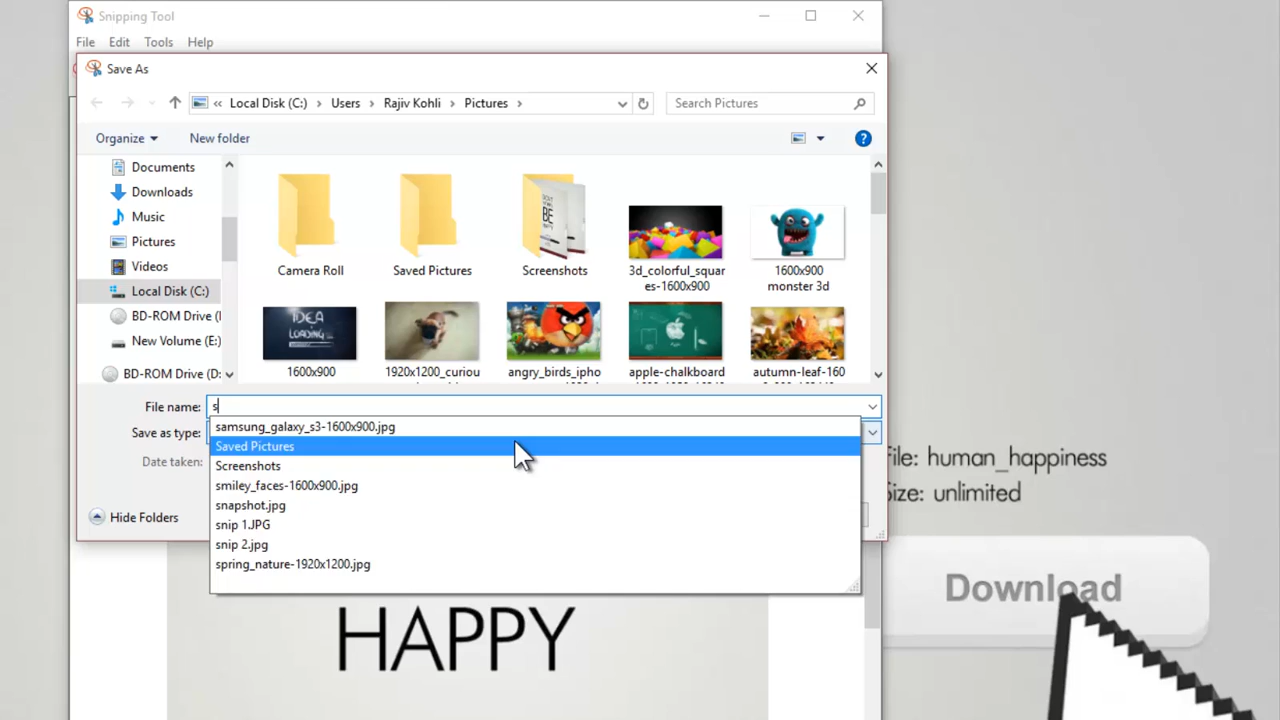 Snipping Tool
File Edit Tools Help
Save As
« Local Disk (C:) > Users > Rajiv Kohli > Pictures >
Search Pictures
Organize
New folder
Documents
Downloads
Music
Pictures
Videos
Local Disk (C:)
BD-ROM Drive (
New Volume (E:)
BD-ROM Drive (D:
Camera Roll
Saved Pictures
Screenshots
3d_colorful_squar
es-1600x900
1600x900
monster 3d
IDEA
LOADING
1600x900
1920x1200_curiou
angry_birds_ipho
apple-chalkboard
autumn-leaf-160
File name: s
samsung_galaxy_s3-1600x900.jpg
Save as type:
Saved Pictures
Date taken:
Screenshots
smiley_faces-1600x900.jpg
snapshot.jpg
Hide Folders
snip 1.JPG
snip 2.jpg
spring_nature-1920x1200.jpg
File: human_happiness
Size: unlimited
Download
HAPPY